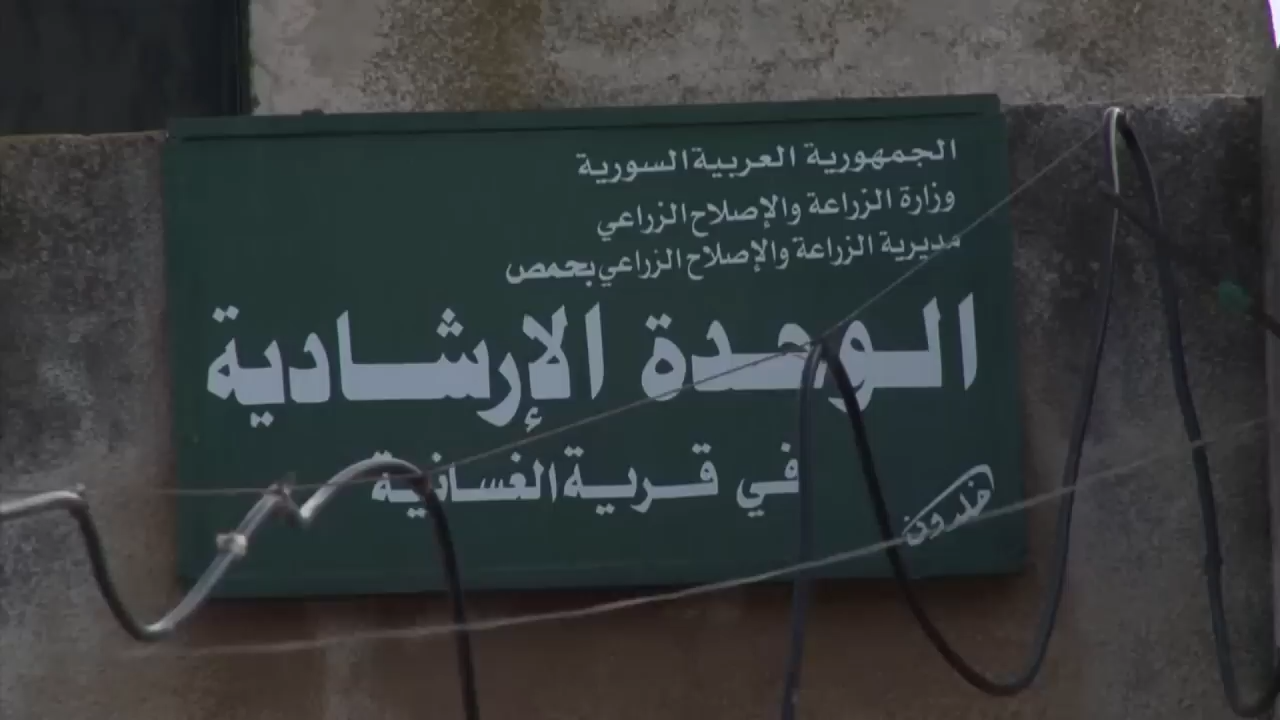 الجمهورية العربية السورية
وزارة الزراعة والإصلاح الزراعي
مديرية الزراعة والإصلاح الزراعي بحمص
الوحدة الإرشادية
في قرية الغسانية
خلدون